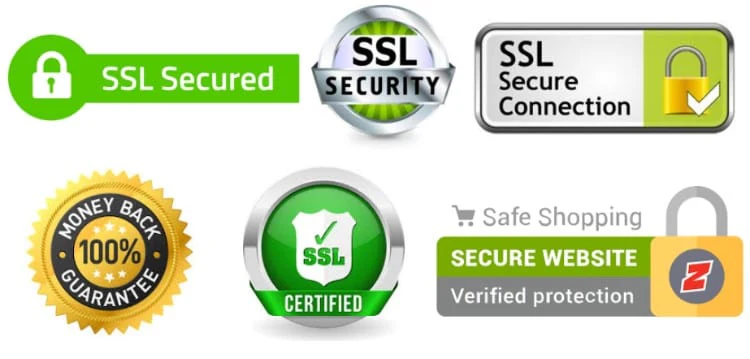 SSL Secured
SSL
SECURITY
SSL
Secure
Connection
MONEY BACK
100%
GUARANTEE
SSL
CERTIFIED
Safe Shopping
SECURE WEBSITE
Verified protection
Z